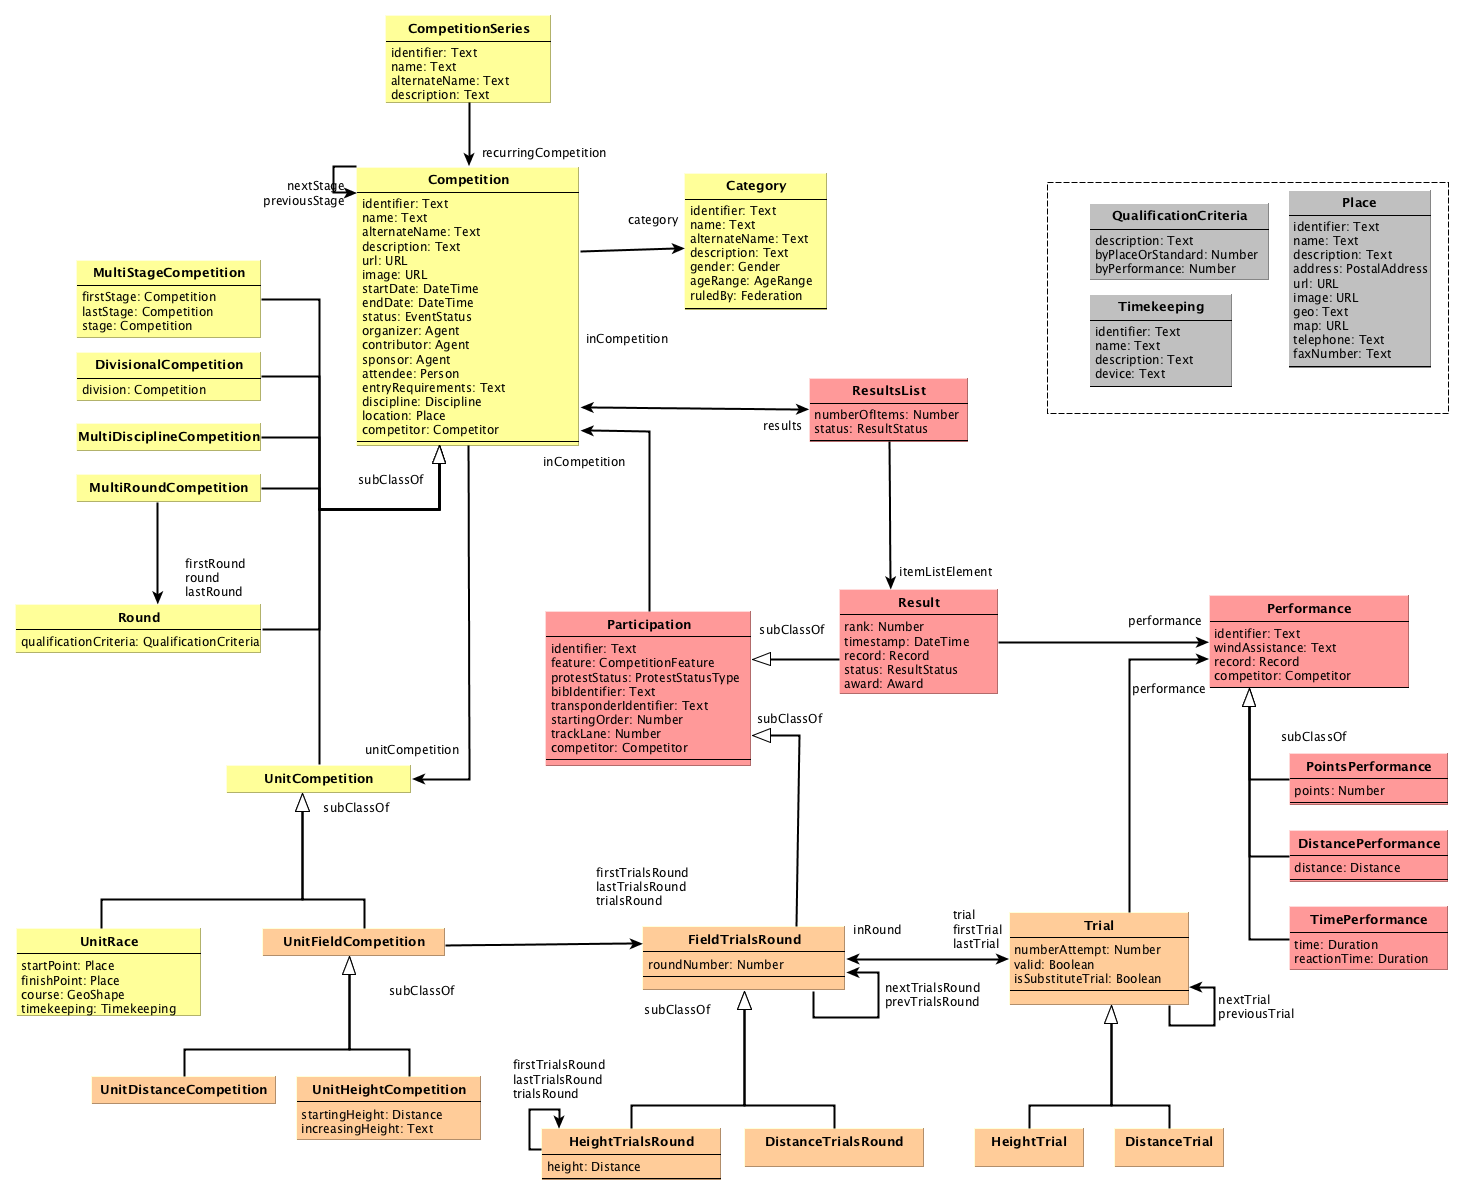 CompetitionSeries
identifier: Text
name: Text
alternateName: Text
description: Text
recurringCompetition
nextStage
previousStage
Competition
identifier: Text
name: Text
alternateName: Text
description: Text
url: URL
image: URL
startDate: DateTime
endDate: DateTime
status: EventStatus
organizer: Agent
contributor: Agent
sponsor: Agent
attendee: Person
entryRequirements: Text
discipline: Discipline
location: Place
competitor: Competitor
category
Category
identifier: Text
name: Text
alternateName: Text
description: Text
gender: Gender
ageRange: AgeRange
ruledBy: Federation
QualificationCriteria
description: Text
byPlaceOrStandard: Number
byPerformance: Number
Timekeeping
identifier: Text
name: Text
description: Text
device: Text
Place
identifier: Text
name: Text
description: Text
address: PostalAddress
url: URL
image: URL
geo: Text
map: URL
telephone: Text
faxNumber: Text
MultiStageCompetition
firstStage: Competition
lastStage: Competition
stage: Competition
DivisionalCompetition
division: Competition
MultiDisciplineCompetition
MultiRoundCompetition
subClassOf
inCompetition
results
inCompetition
ResultsList
numberOfItems: Number
status: ResultStatus
firstRound
round
lastRound
Round
qualificationCriteria: QualificationCriteria
itemListElement
Participation
identifier: Text
feature: CompetitionFeature
protestStatus: ProtestStatusType
bibIdentifier: Text
transponderIdentifier: Text
startingOrder: Number
trackLane: Number
competitor: Competitor
subClassOf
subClassOf
Result
rank: Number
timestamp: DateTime
record: Record
status: ResultStatus
award: Award
performance
performance
Performance
identifier: Text
windAssistance: Text
record: Record
competitor: Competitor
subClassOf
PointsPerformance
points: Number
DistancePerformance
distance: Distance
TimePerformance
time: Duration
reactionTime: Duration
unitCompetition
UnitCompetition
subClassOf
UnitRace
startPoint: Place
finishPoint: Place
course: GeoShape
timekeeping: Timekeeping
UnitFieldCompetition
subClassOf
UnitDistanceCompetition
UnitHeightCompetition
startingHeight: Distance
increasingHeight: Text
firstTrialsRound
lastTrialsRound
trialsRound
FieldTrialsRound
roundNumber: Number
inRound
trial
firstTrial
lastTrial
nextTrialsRound
prevTrialsRound
subClassOf
Trial
numberAttempt: Number
valid: Boolean
isSubstituteTrial: Boolean
nextTrial
previousTrial
firstTrialsRound
lastTrialsRound
trialsRound
HeightTrialsRound
height: Distance
DistanceTrialsRound
HeightTrial
DistanceTrial